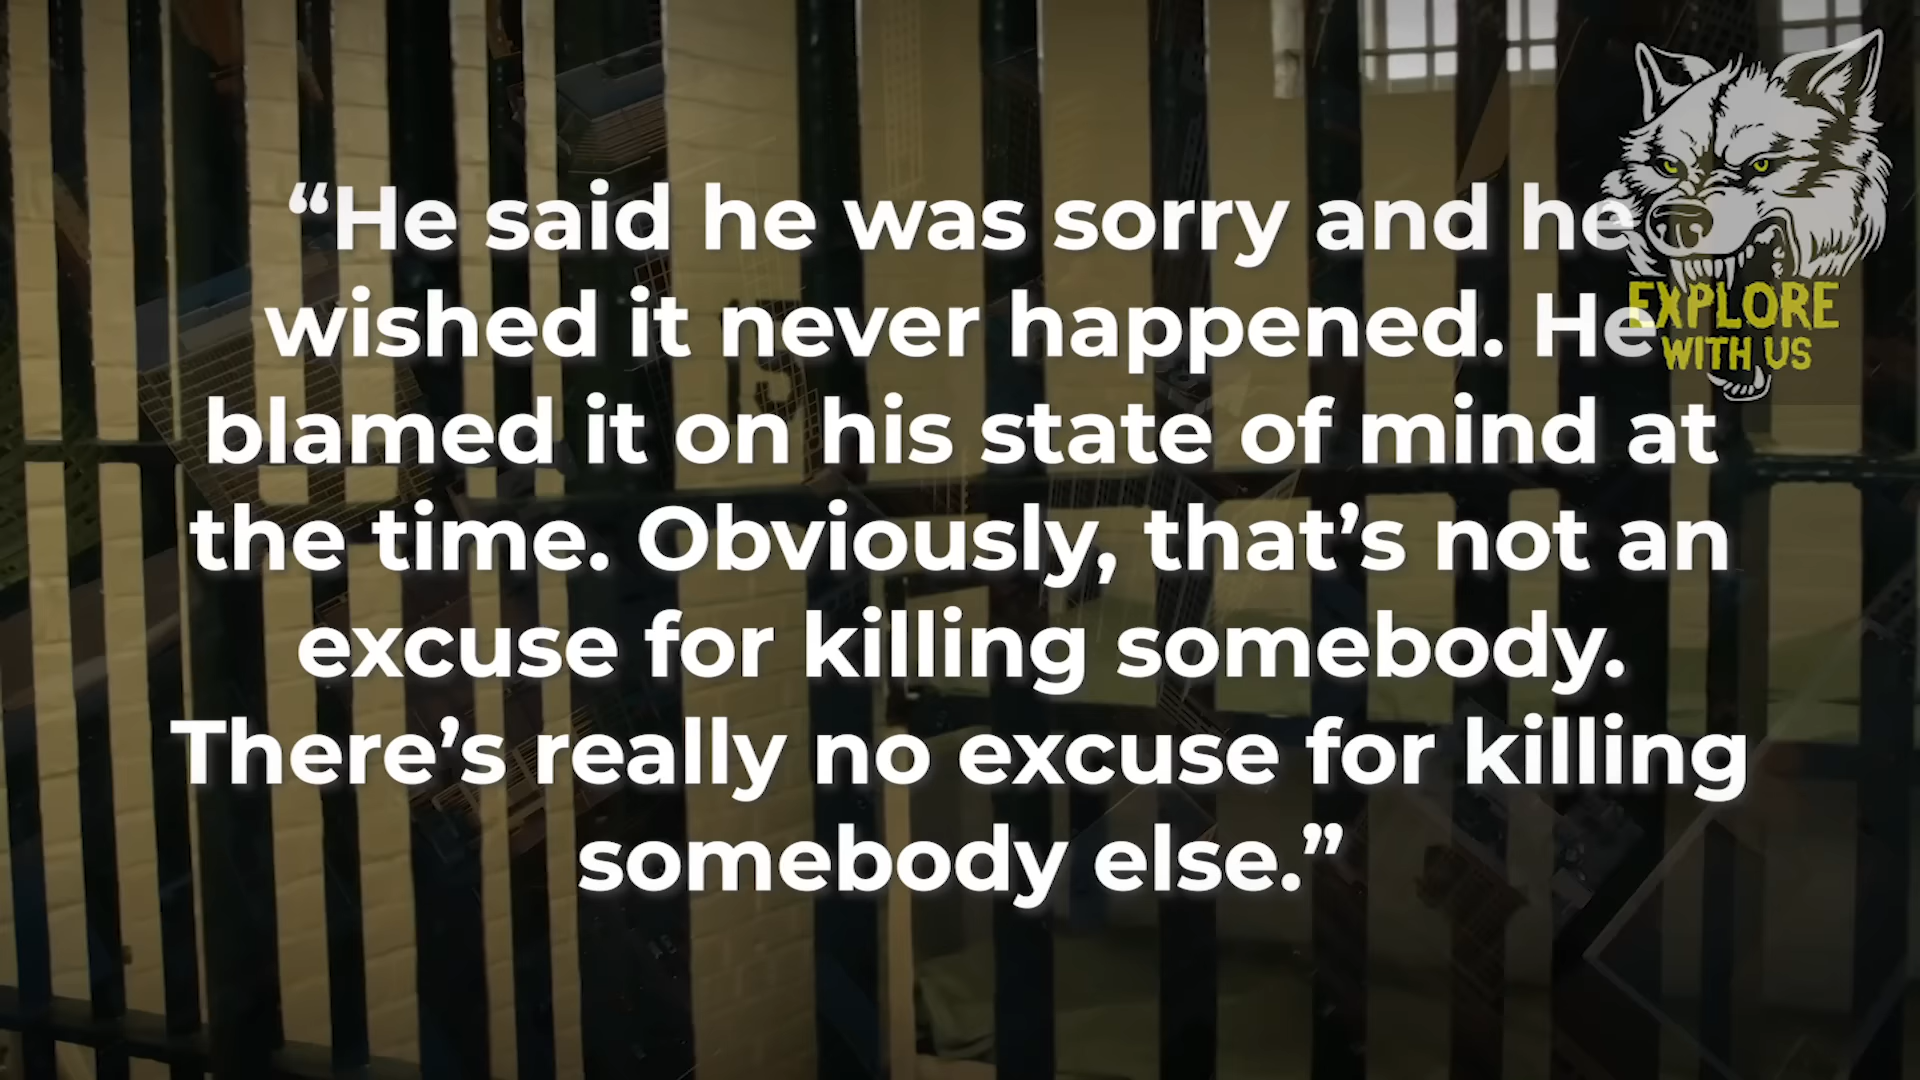 “He said he was sorry and he
wished it never happened. He
blamed it on his state of mind at
the time. Obviously, that’s not an
excuse for killing somebody.
There’s really no excuse for killing
somebody else.”
EXPLORE
WITH US